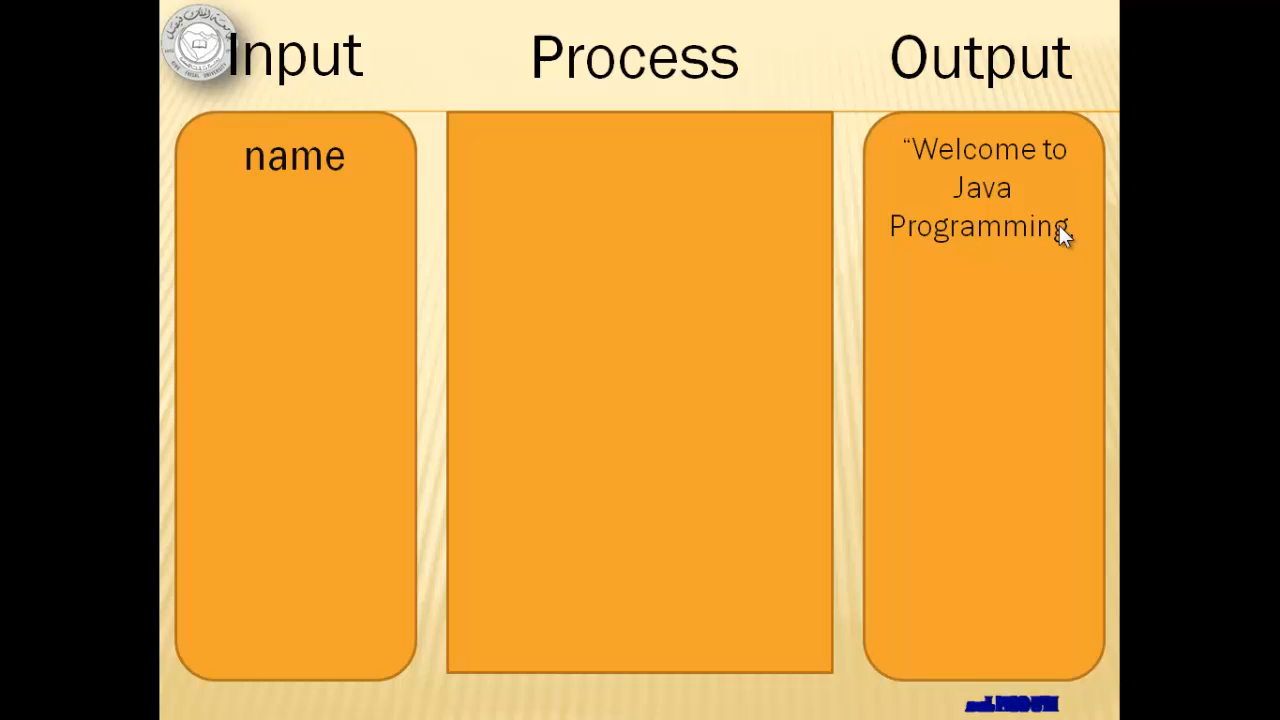 Input
Process
Output
name
“Welcome to
Java
Programming